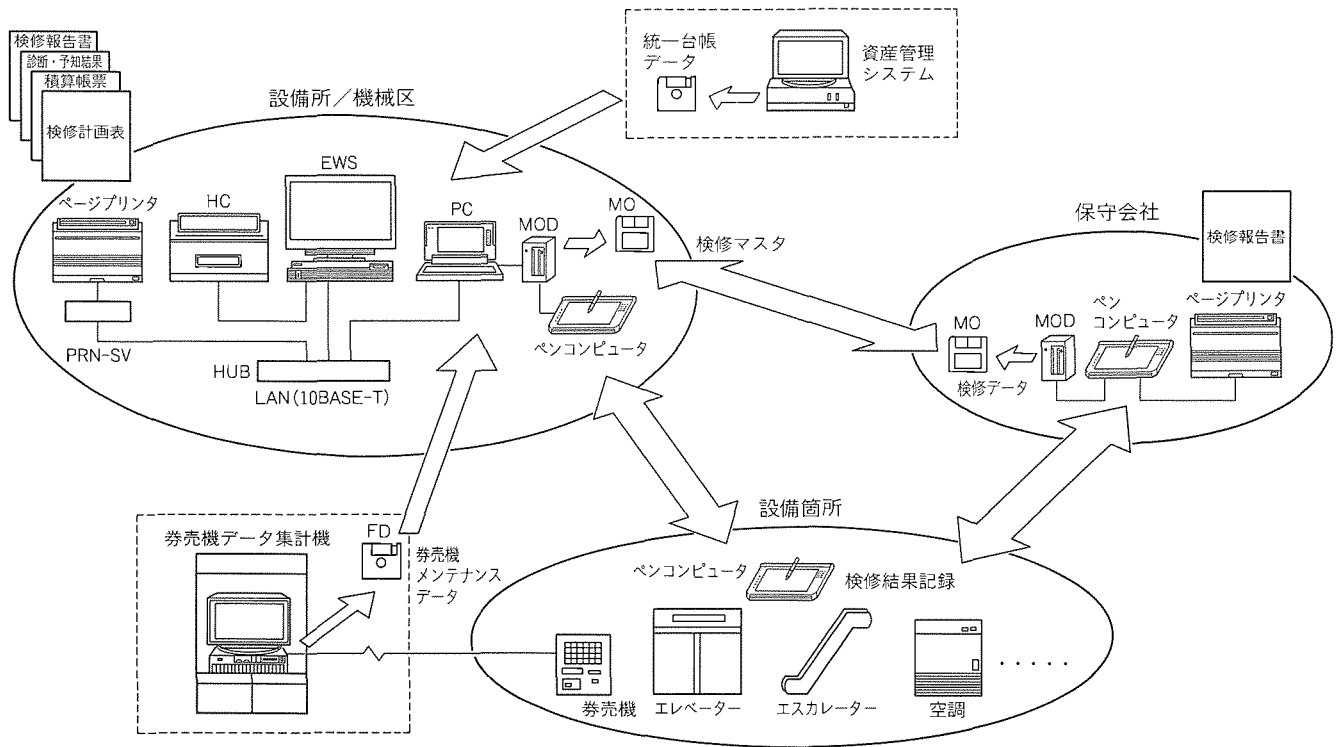 検修報告書
診断・予知結果
積算帳票
検修計画表
設備所／機械区
統一台帳
データ
資産管理
システム
ページプリンタ
HC
EWS
PC
MOD
MO
ペンコンピュータ
PRN-SV
HUB
LAN(10BASE-T)
検修マスタ
保守会社
検修報告書
MO
MOD
ペン
コンピュータ
ページプリンタ
検修データ
券売機データ集計機
FD
券売機
メンテナンス
データ
設備箇所
ペンコンピュータ
検修結果記録
券売機
エレベーター
エスカレーター
空調
・・・・・